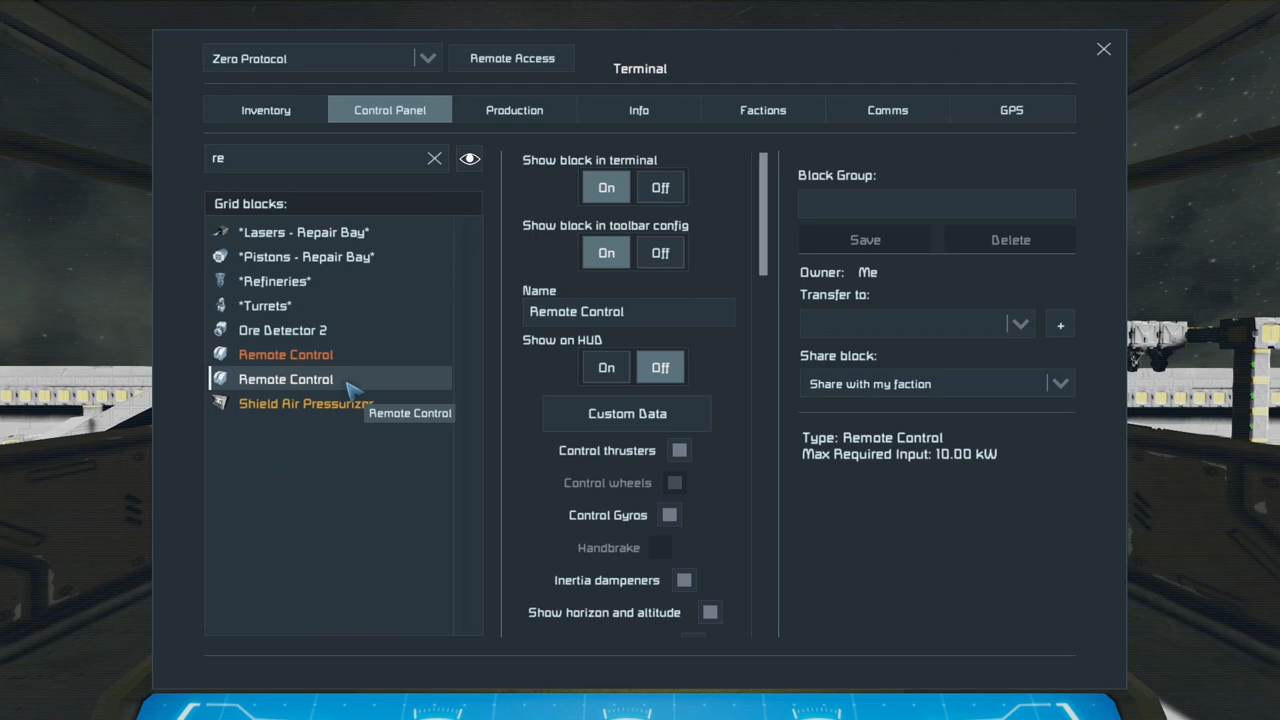 Zero Protocol
Remote Access
Terminal
Inventory
Control Panel
Production
Info
Factions
Comms
GPS
re
Grid blocks:
*Lasers - Repair Bay*
*Pistons - Repair Bay*
*Refineries*
*Turrets*
Ore Detector 2
Remote Control
Remote Control
Shield Air Pressurizer
Remote Control
Show block in terminal
On Off
Show block in toolbar config
On Off
Name
Remote Control
Show on HUD
On Off
Custom Data
Control thrusters
Control wheels
Control Gyros
Handbrake
Inertia dampeners
Show horizon and altitude
Block Group:
Save Delete
Owner: Me
Transfer to:
+
Share block:
Share with my faction
Type: Remote Control
Max Required Input: 10.00 kW